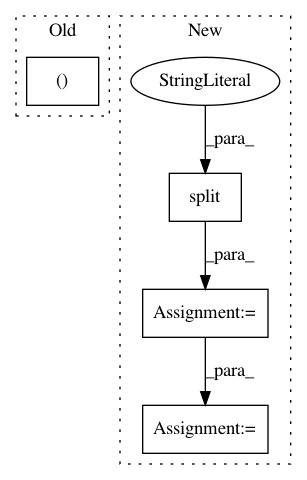 Old
New
()
StringLiteral
_para_
split
_para_
Assignment:=
_para_
Assignment:=